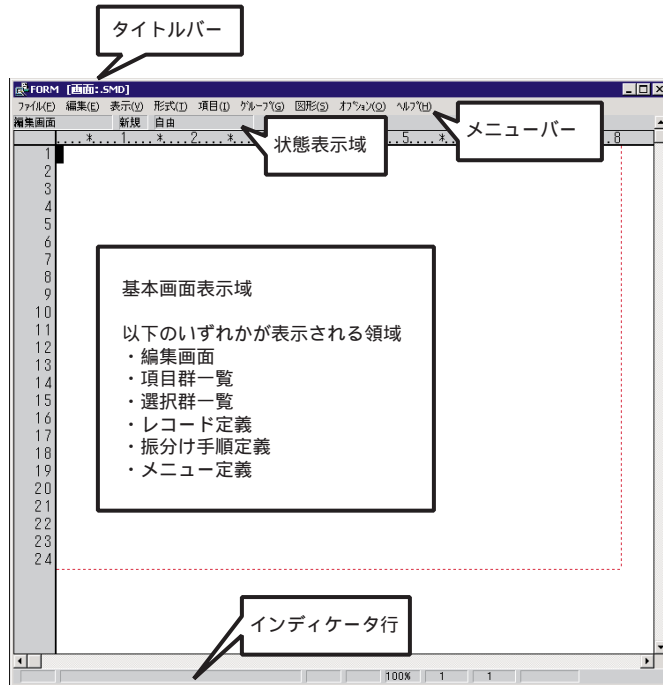 タイトルバー
FORM [画面:.SMD]
ファイル(F) 編集(E) 表示(V) 形式(T) 項目(I) グループ(G) 図形(S) オプション(O) ヘルプ(H)
編集画面 新規 自由
メニューバー
状態表示域
....*....1....*....2....*. .5....*. .8
1
2
3
4
5
6
7
8
9
10
11
12
13
14
15
16
17
18
19
20
21
22
23
24
基本画面表示域
以下のいずれかが表示される領域
・編集画面
・項目群一覧
・選択群一覧
・レコード定義
・振分け手順定義
・メニュー定義
インディケータ行
100% 1 1